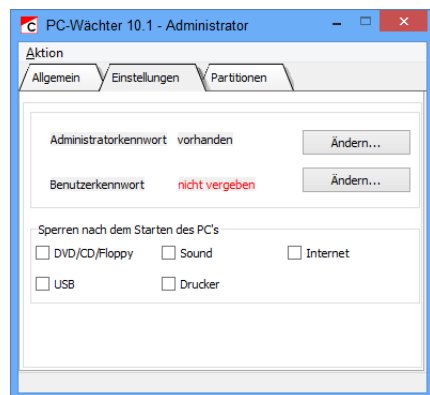 PC-Wächter 10.1 - Administrator
Aktion
Allgemein Einstellungen Partitionen
Administratorkennwort vorhanden Ändern...
Benutzerkennwort nicht vergeben Ändern...
Sperren nach dem Starten des PC's
DVD/CD/Floppy Sound Internet
USB Drucker